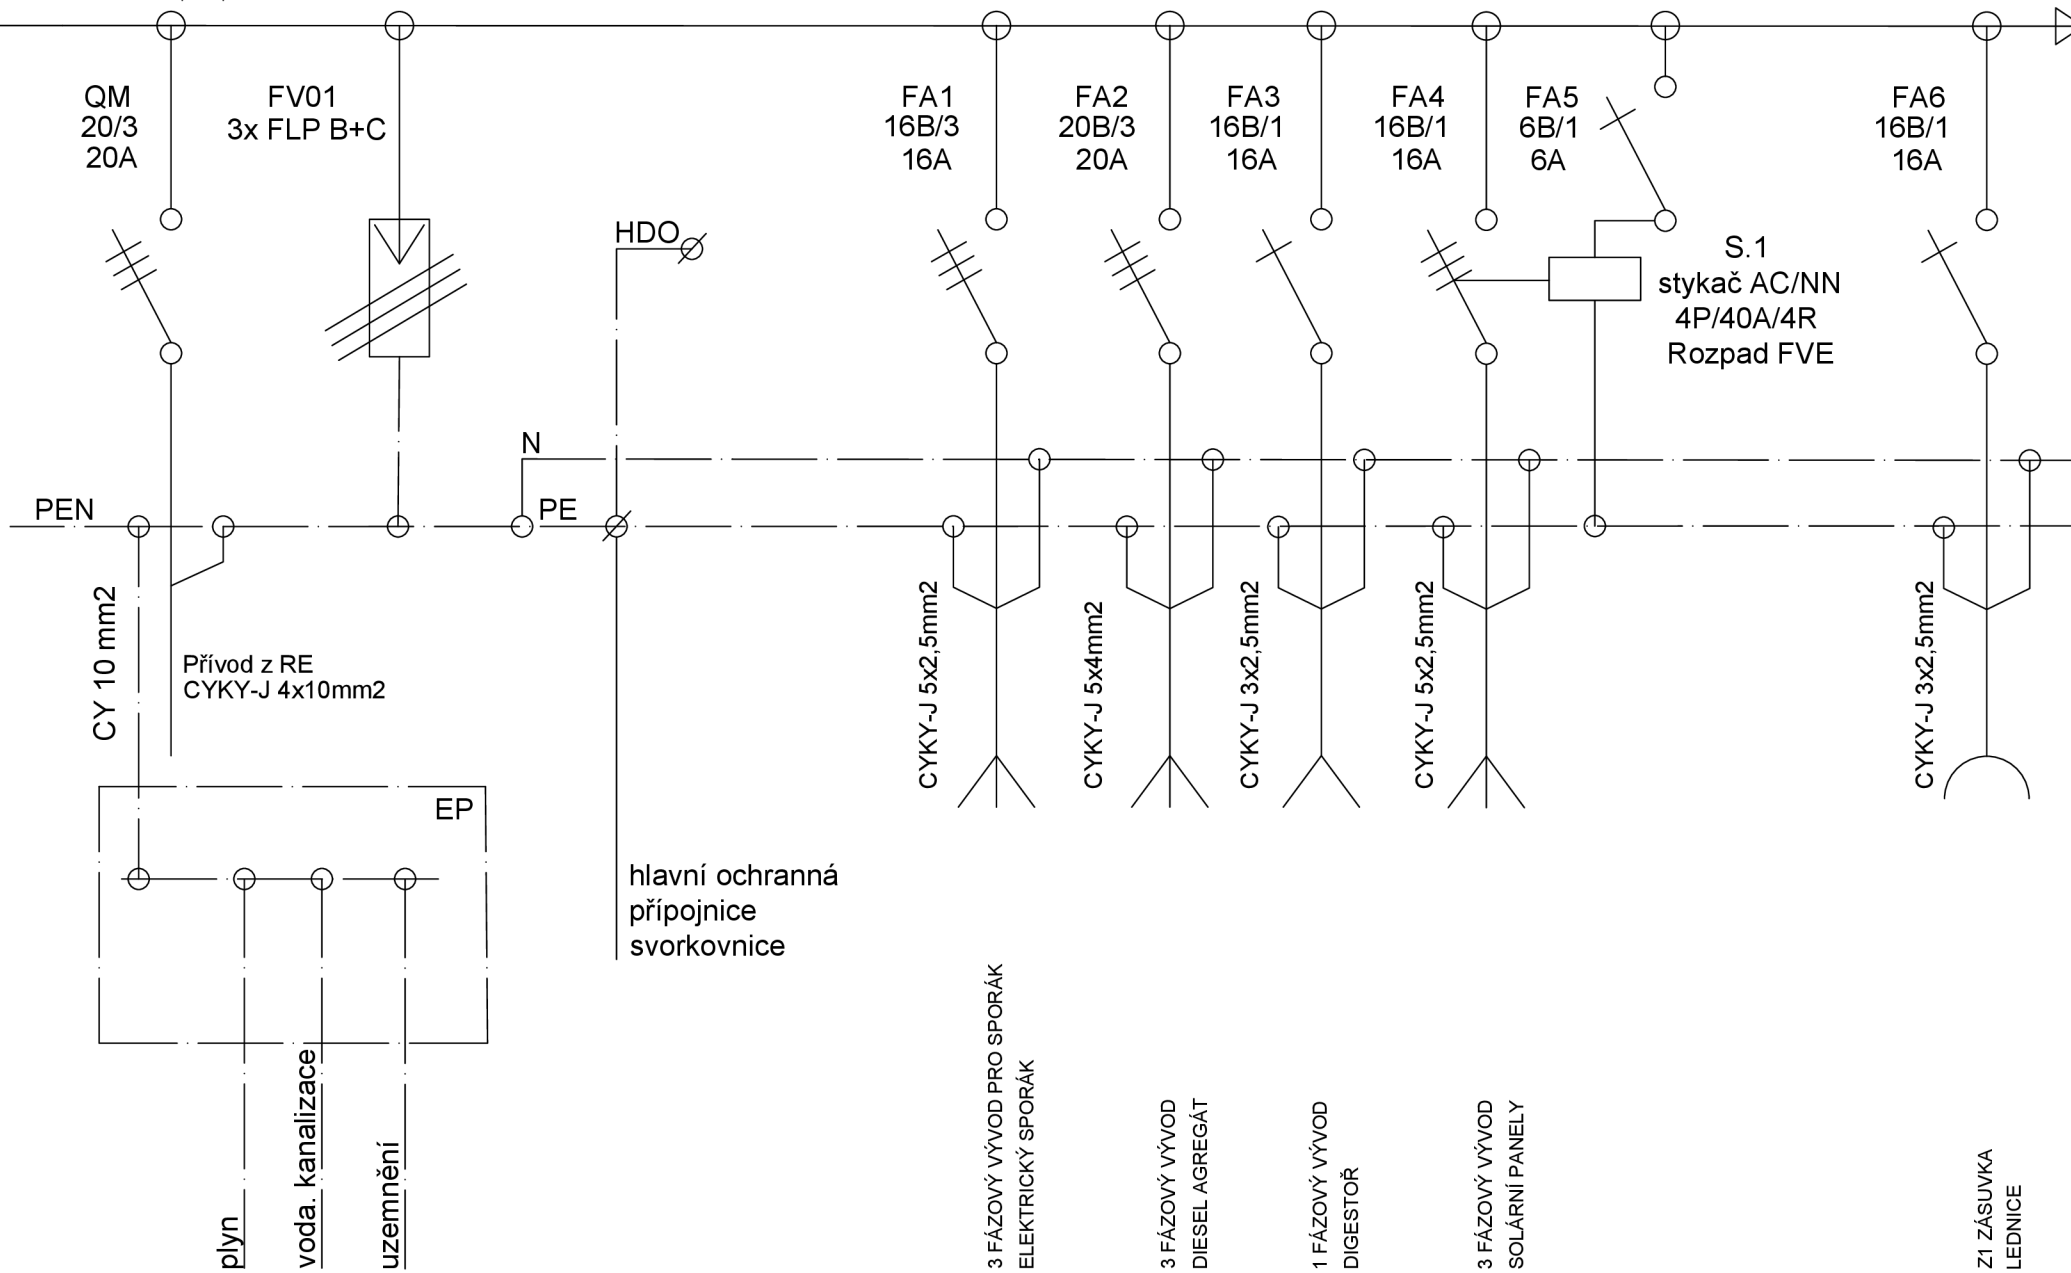 QM
20/3
20A
FV01
3x FLP B+C
FA1
16B/3
16A
FA2
20B/3
20A
FA3
16B/1
16A
FA4
16B/1
16A
FA5
6B/1
6A
FA6
16B/1
16A
HDO
S.1
stykač AC/NN
4P/40A/4R
Rozpad FVE
N
PEN
PE
CY 10 mm2
Přívod z RE
CYKY-J 4x10mm2
CYKY-J 5x2,5mm2
CYKY-J 5x4mm2
CYKY-J 3x2,5mm2
CYKY-J 5x2,5mm2
CYKY-J 3x2,5mm2
EP
hlavní ochranná
přípojnice
svorkovnice
plyn
voda. kanalizace
uzemnění
3 FÁZOVÝ VÝVOD PRO SPORÁK
ELEKTRICKÝ SPORÁK
3 FÁZOVÝ VÝVOD
DIESEL AGREGÁT
1 FÁZOVÝ VÝVOD
DIGESTOŘ
3 FÁZOVÝ VÝVOD
SOLÁRNÍ PANELY
Z1 ZÁSUVKA
LEDNICE